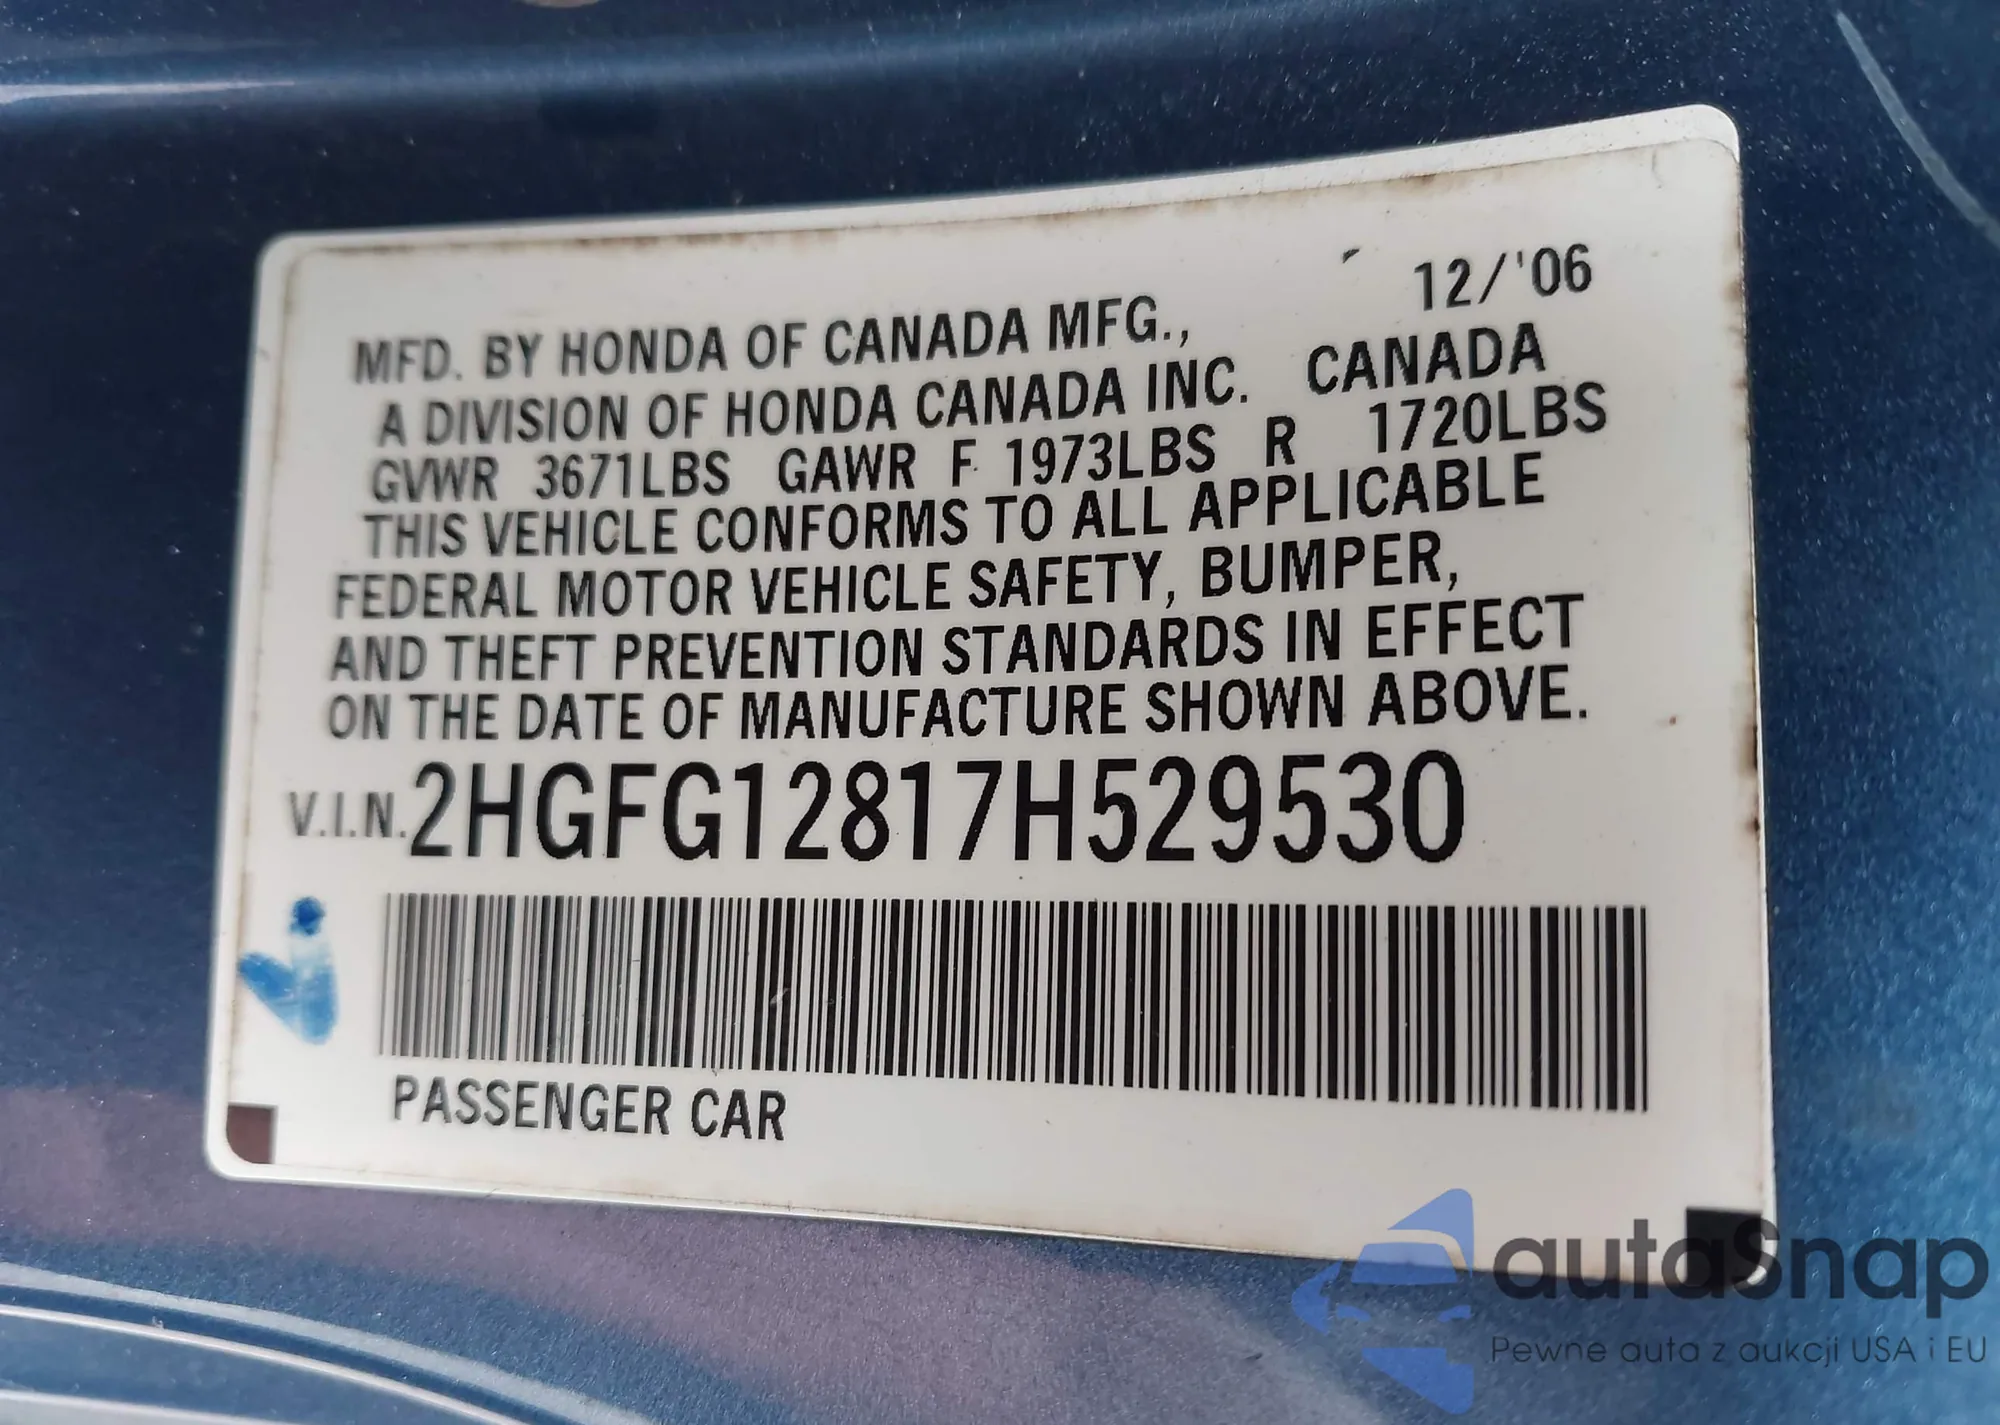 12/'06
MFD. BY HONDA OF CANADA MFG.,
A DIVISION OF HONDA CANADA INC. CANADA
GVWR 3671LBS GAWR F 1973LBS R 1720LBS
THIS VEHICLE CONFORMS TO ALL APPLICABLE
FEDERAL MOTOR VEHICLE SAFETY, BUMPER,
AND THEFT PREVENTION STANDARDS IN EFFECT
ON THE DATE OF MANUFACTURE SHOWN ABOVE.
V.I.N. 2HGFG12817H529530
PASSENGER CAR
autaSnap
Pewne auta z aukcji USA i EU